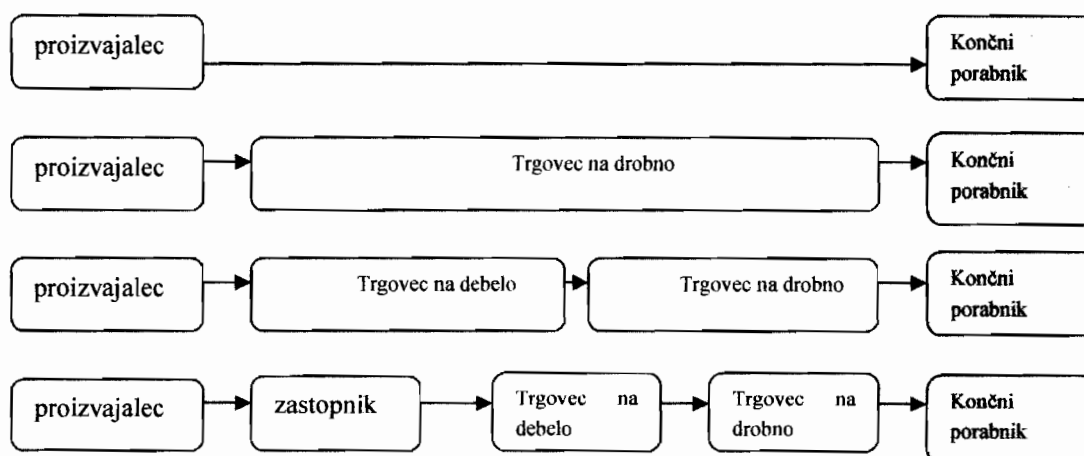 proizvajalec
Končni
porabnik
proizvajalec
Trgovec na drobno
Končni
porabnik
proizvajalec
Trgovec na debelo
Trgovec na drobno
Končni
porabnik
proizvajalec
zastopnik
Trgovec na
debelo
Trgovec na
drobno
Končni
porabnik